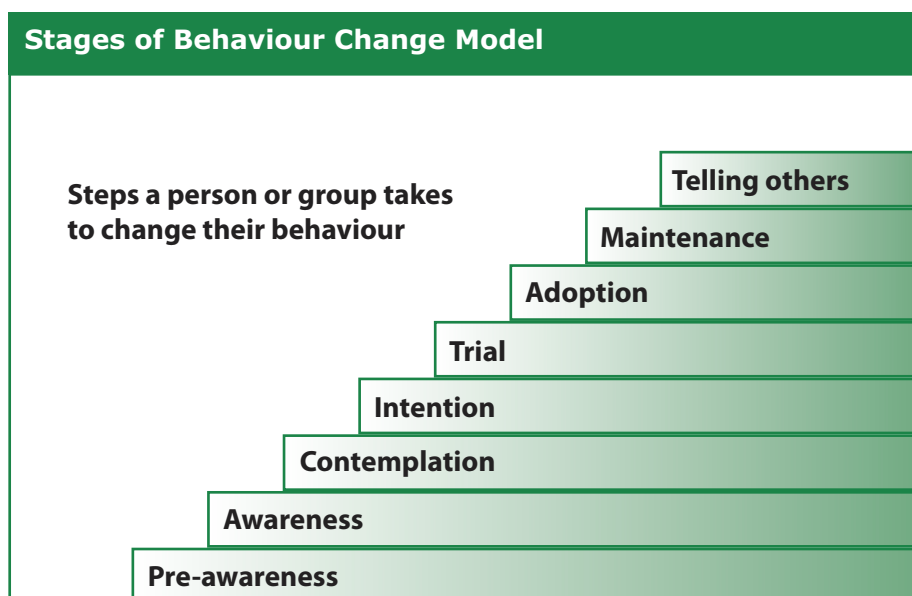 Stages of Behaviour Change Model
Steps a person or group takes
to change their behaviour
Telling others
Maintenance
Adoption
Trial
Intention
Contemplation
Awareness
Pre-awareness